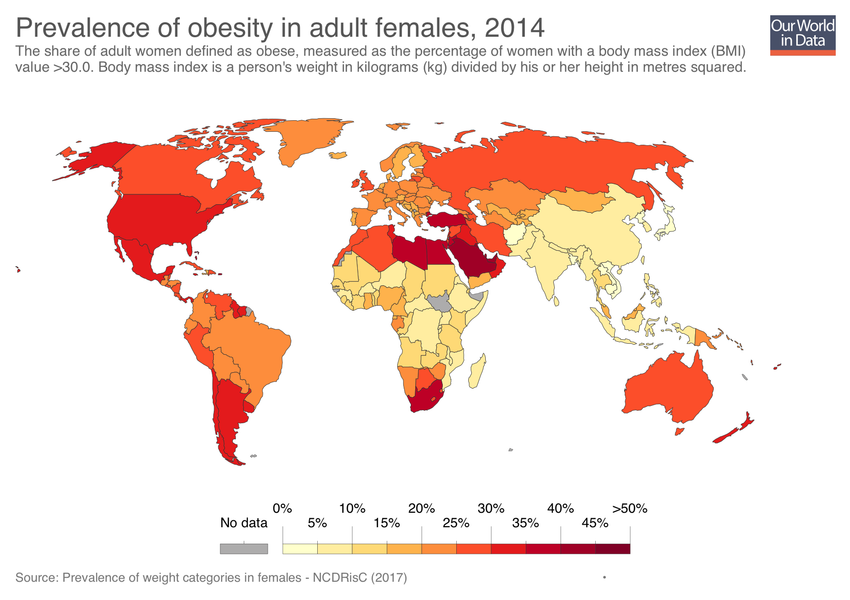 Prevalence of obesity in adult females, 2014
Our World
in Data
The share of adult women defined as obese, measured as the percentage of women with a body mass index (BMI)
value >30.0. Body mass index is a person's weight in kilograms (kg) divided by his or her height in metres squared.
0% 10% 20% 30% 40% >50%
No data 5% 15% 25% 35% 45%
Source: Prevalence of weight categories in females - NCDRisC (2017)